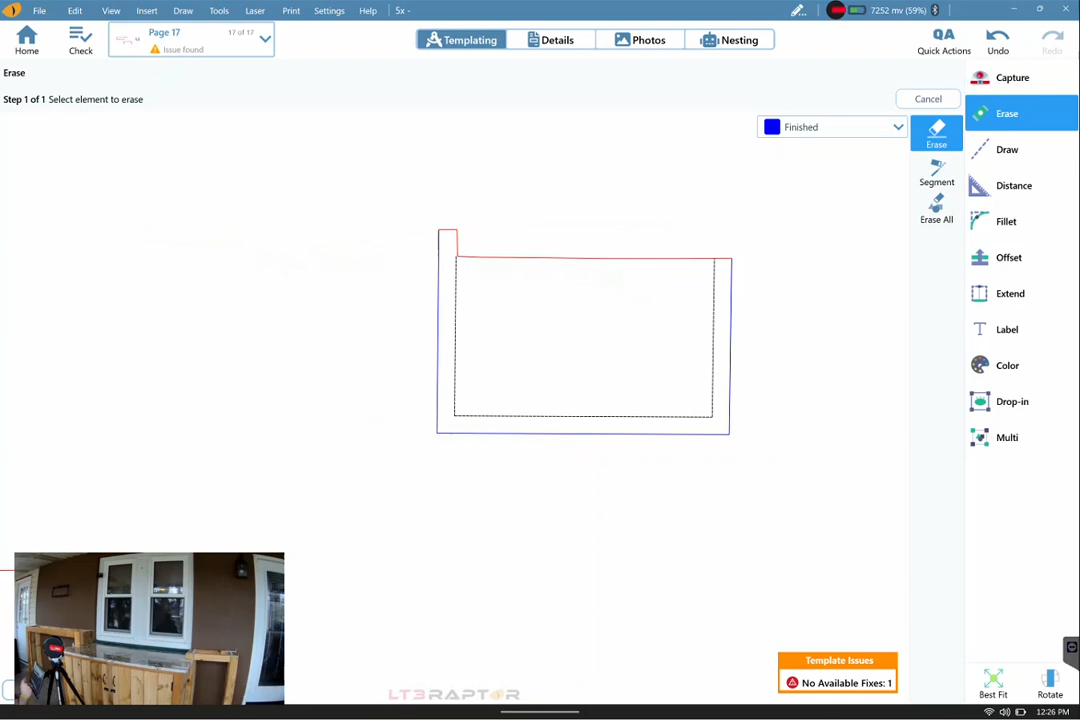 File Edit View Insert Draw Tools Laser Print Settings Help 5x - 7252 mv (59%)
Home Check Page 17 17 of 17 Issue found Templating Details Photos Nesting QA Quick Actions Undo Redo
Erase
Step 1 of 1 Select element to erase
Cancel
Finished
Erase
Segment
Erase All
Capture
Erase
Draw
Distance
Fillet
Offset
Extend
Label
Color
Drop-in
Multi
Template Issues
No Available Fixes: 1
Best Fit Rotate
LT3RAPTOR
12:26 PM